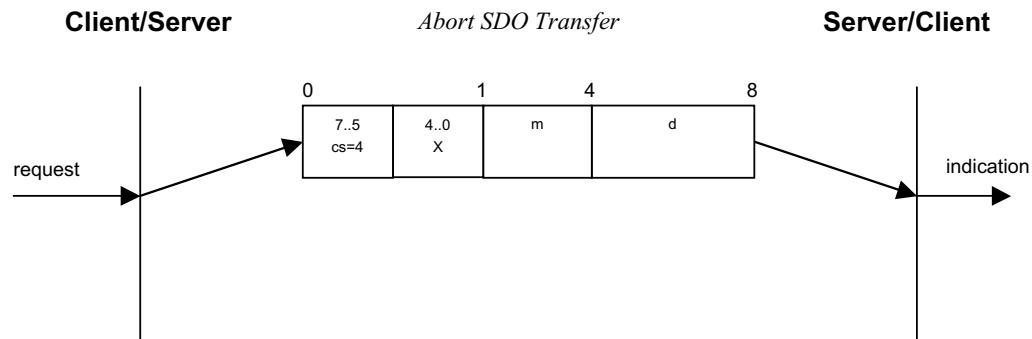 Client/Server Abort SDO Transfer Server/Client
0 1 4 8
7..5 4..0 m d
cs=4 X
request indication